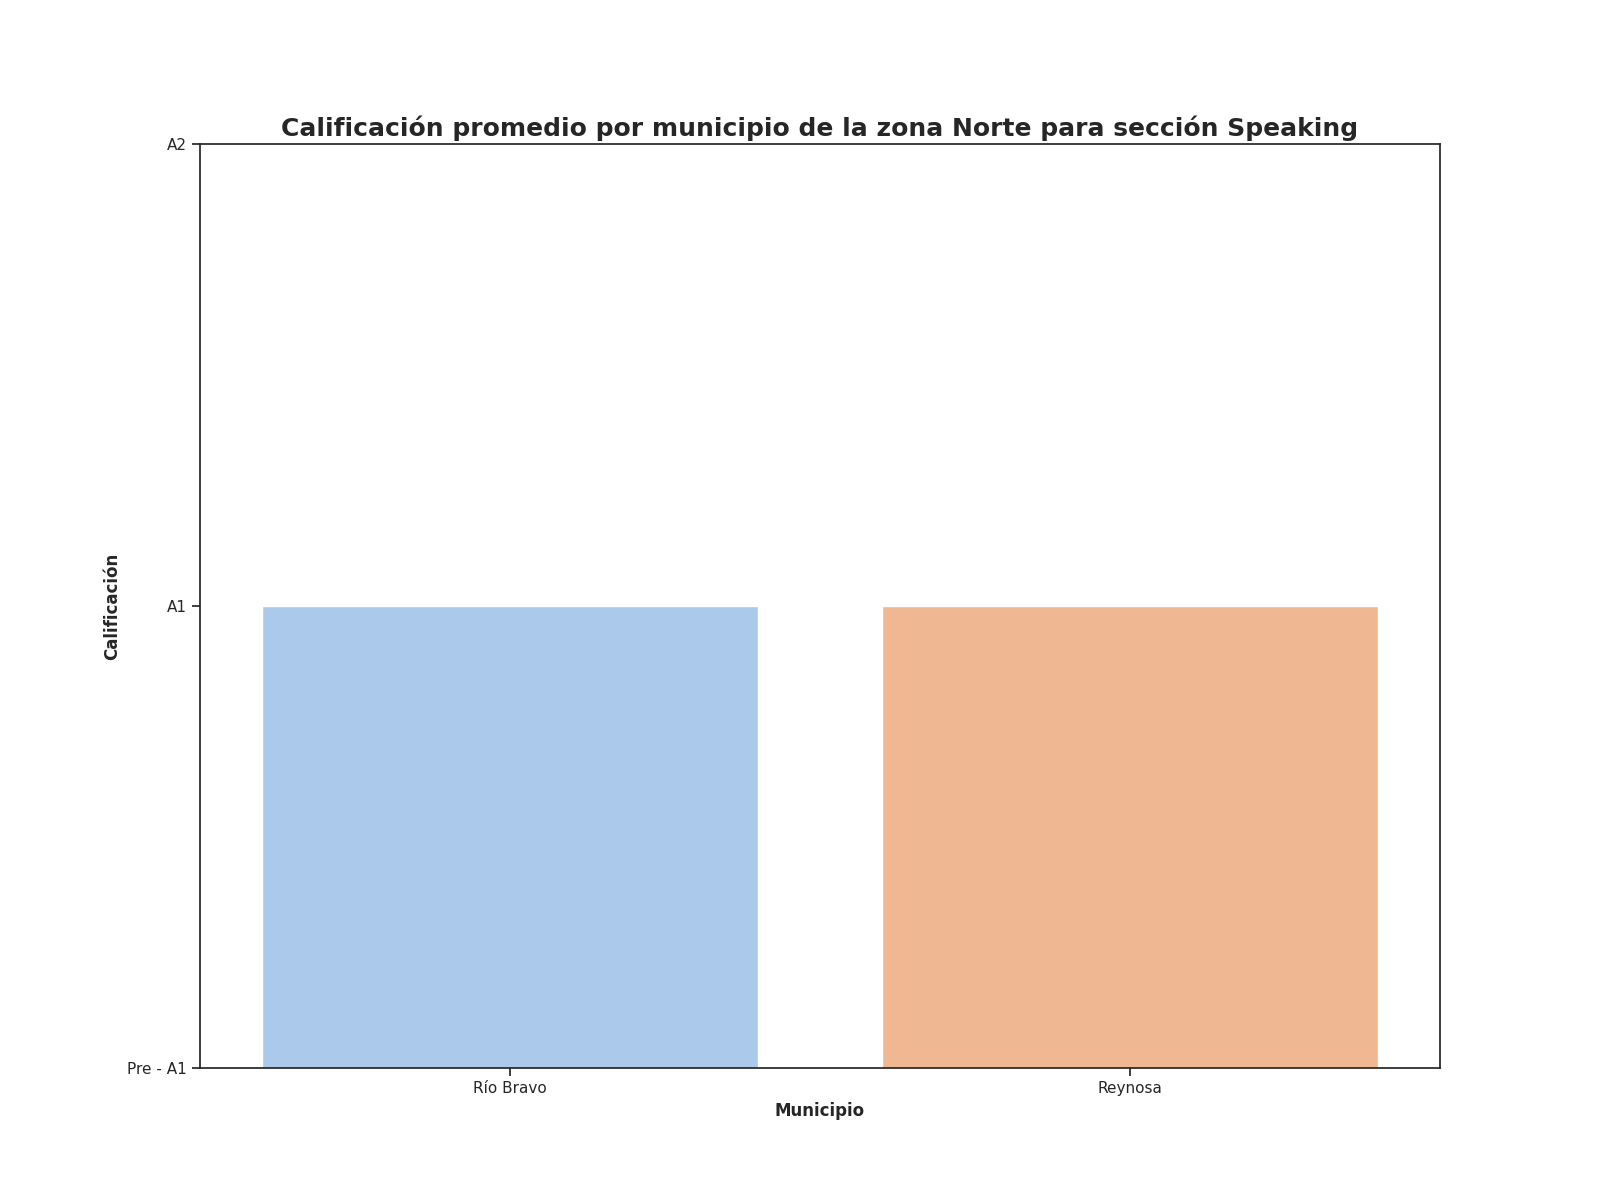 Calificación promedio por municipio de la zona Norte para sección Speaking
A2
A1
Pre - A1
Calificación
Río Bravo
Reynosa
Municipio